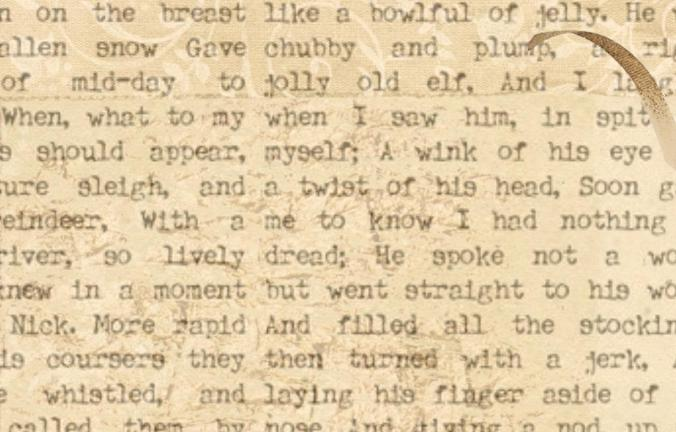 n on the breast
allen snow Gave
of mid-day to
When, what to my
s should appear,
ture sleigh, and
reindeer, With a
river, so lively
knew in a moment
Nick. More rapid
is coursers they
e whistled, and
called them by
like a bowlful of jelly. He
chubby and plump, a rig
jolly old elf, And I laug
when I saw him, in spit
myself; A wink of his eye
a twist of his head, Soon g
me to know I had nothing
dread; He spoke not a wo
but went straight to his wo
And filled all the stockin
then turned with a jerk,
laying his finger aside of
nose And giving a nod up